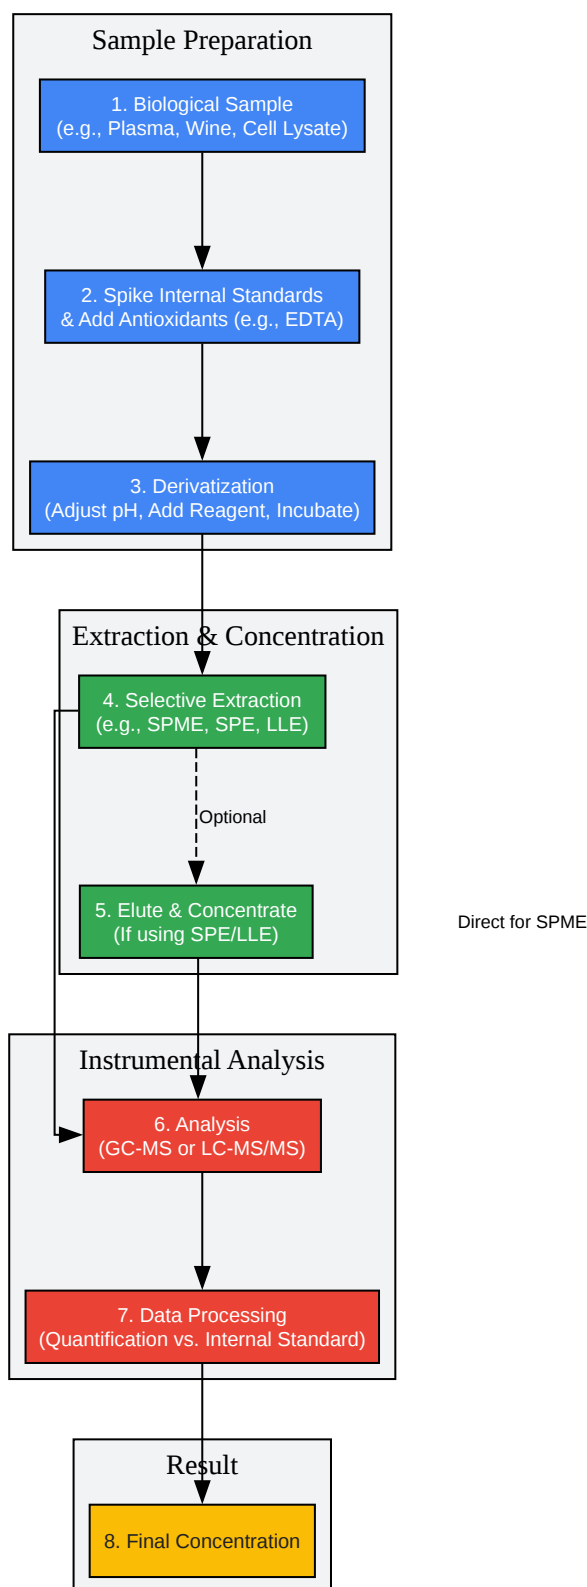 Sample Preparation
1. Biological Sample
(e.g., Plasma, Wine, Cell Lysate)
2. Spike Internal Standards
& Add Antioxidants (e.g., EDTA)
3. Derivatization
(Adjust pH, Add Reagent, Incubate)
Extraction & Concentration
4. Selective Extraction
(e.g., SPME, SPE, LLE)
Optional
5. Elute & Concentrate
(If using SPE/LLE)
Direct for SPME
Instrumental Analysis
6. Analysis
(GC-MS or LC-MS/MS)
7. Data Processing
(Quantification vs. Internal Standard)
Result
8. Final Concentration